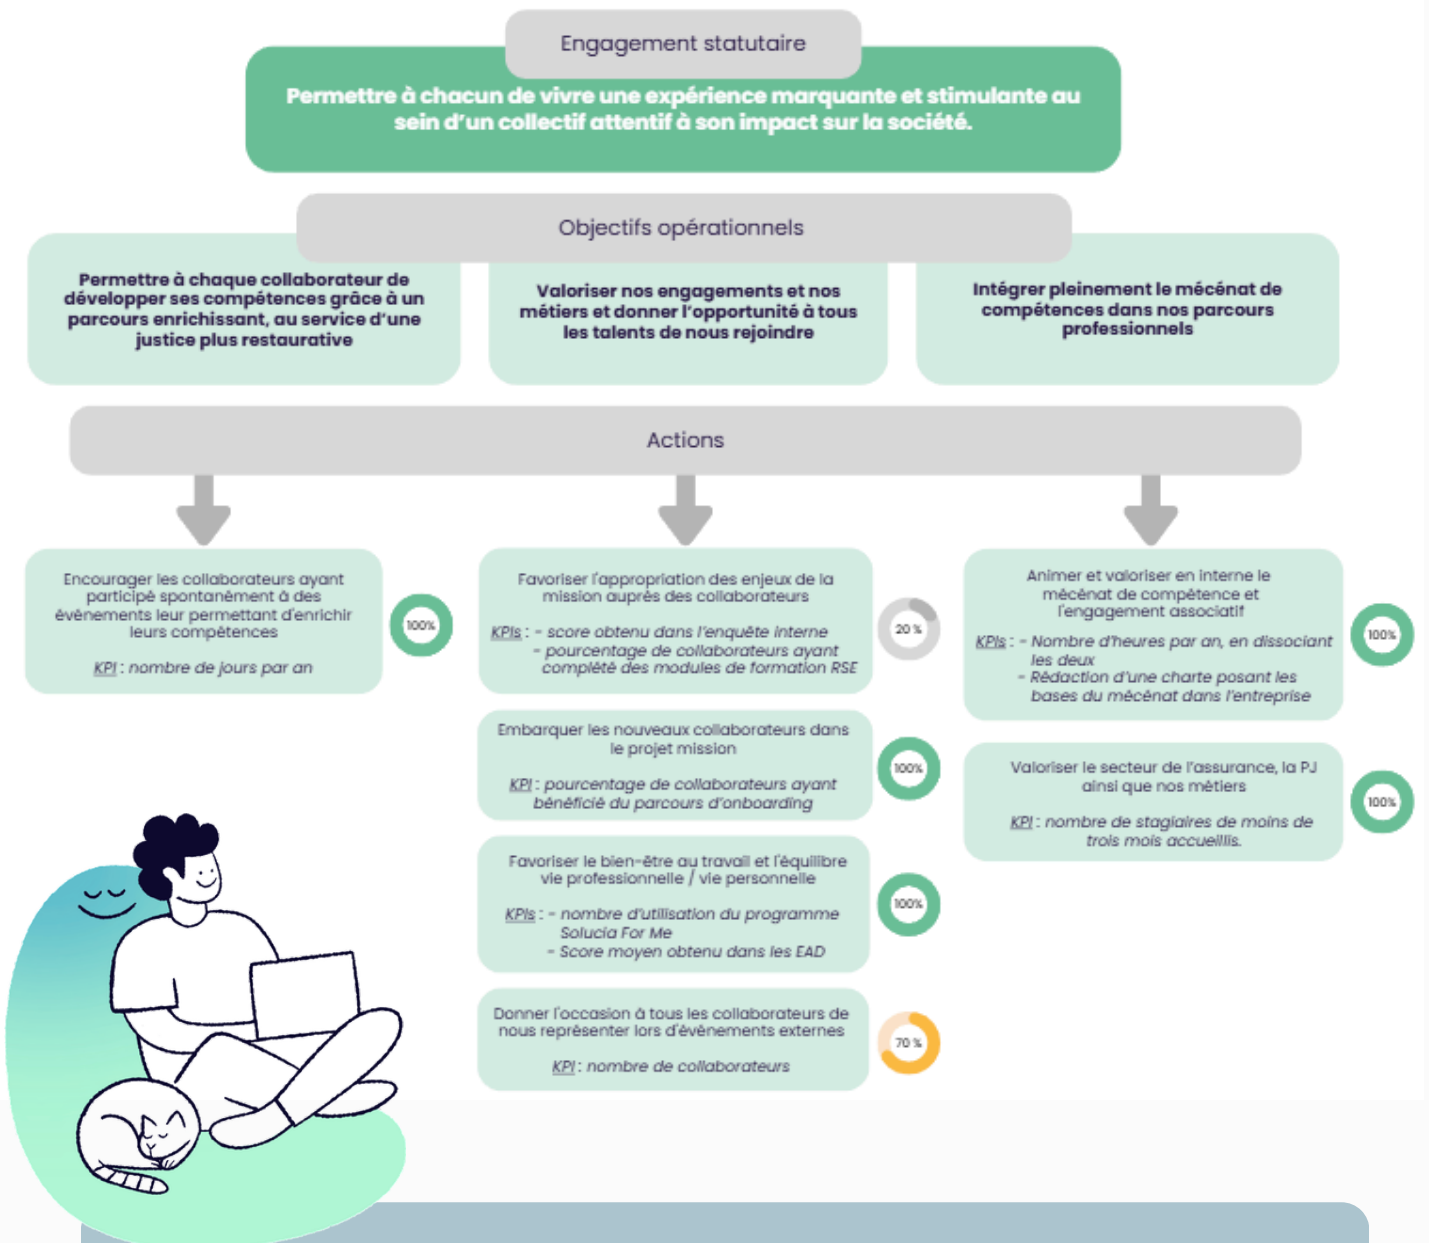 Engagement statutaire
Permettre à chacun de vivre une expérience marquante et stimulante au
sein d'un collectif attentif à son impact sur la société.
Objectifs opérationnels
Permettre à chaque collaborateur de
développer ses compétences grâce à un
parcours enrichissant, au service d'une
justice plus restaurative
Valoriser nos engagements et nos
métiers et donner l'opportunité à tous
les talents de nous rejoindre
Intégrer pleinement le mécénat de
compétences dans nos parcours
professionnels
Actions
Encourager les collaborateurs ayant
participé spontanément à des
évènements leur permettant d'enrichir
leurs compétences
KPI : nombre de jours par an
100%
Favoriser l'appropriation des enjeux de la
mission auprès des collaborateurs
KPIs : - score obtenu dans l'enquête interne
- pourcentage de collaborateurs ayant
complété des modules de formation RSE
20 %
Embarquer les nouveaux collaborateurs dans
le projet mission
KPI : pourcentage de collaborateurs ayant
bénéficié du parcours d'onboarding
100%
Favoriser le bien-être au travail et l'équilibre
vie professionnelle / vie personnelle
KPIs : - nombre d'utilisation du programme
Solucia For Me
- Score moyen obtenu dans les EAD
100%
Donner l'occasion à tous les collaborateurs de
nous représenter lors d'évènements externes
KPI : nombre de collaborateurs
70 %
Animer et valoriser en interne le
mécénat de compétence et
l'engagement associatif
KPIs : - Nombre d'heures par an, en dissociant
les deux
- Rédaction d'une charte posant les
bases du mécénat dans l'entreprise
100%
Valoriser le secteur de l'assurance, la PJ
ainsi que nos métiers
KPI : nombre de stagiaires de moins de
trois mois accueillis.
100%